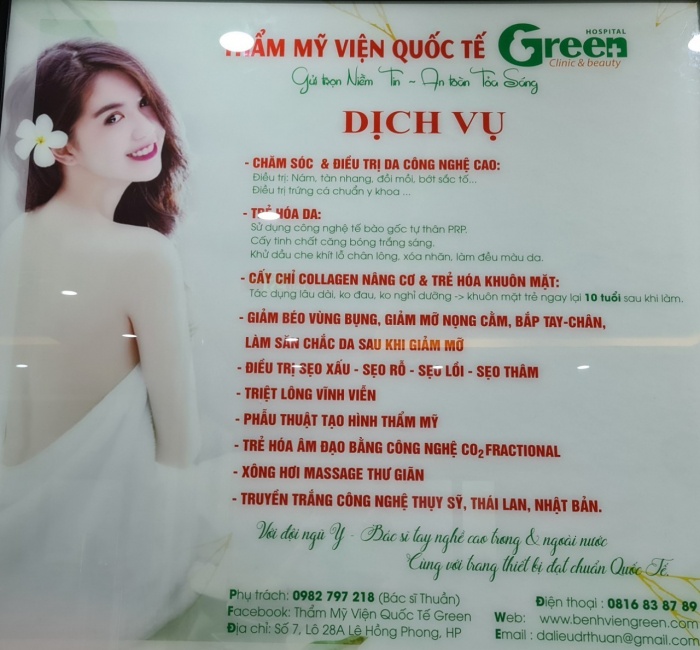 THẨM MỸ VIỆN QUỐC TẾ Green HOSPITAL
Clinic & beauty
Gửi trọn Niềm Tin - An toàn Tỏa Sáng
DỊCH VỤ
- CHĂM SÓC & ĐIỀU TRỊ DA CÔNG NGHỆ CAO:
Điều trị: Nám, tàn nhang, đồi mồi, bớt sắc tố...
Điều trị trứng cá chuẩn y khoa ...
- TRẺ HÓA DA:
Sử dụng công nghệ tế bào gốc tự thân PRP.
Cấy tinh chất căng bóng trắng sáng.
Khử dầu che khít lỗ chân lông, xóa nhăn, làm đều màu da.
- CẤY CHỈ COLLAGEN NÂNG CƠ & TRẺ HÓA KHUÔN MẶT:
Tác dụng lâu dài, ko đau, ko nghỉ dưỡng -> khuôn mặt trẻ ngay lại 10 tuổi sau khi làm.
- GIẢM BÉO VÙNG BỤNG, GIẢM MỠ NỌNG CẰM, BẮP TAY-CHÂN,
LÀM SĂN CHẮC DA SAU KHI GIẢM MỠ
- ĐIỀU TRỊ SẸO XẤU - SẸO RỖ - SẸO LỒI - SẸO THÂM
- TRIỆT LÔNG VĨNH VIỄN
- PHẪU THUẬT TẠO HÌNH THẨM MỸ
- TRẺ HÓA ÂM ĐẠO BẰNG CÔNG NGHỆ CO2 FRACTIONAL
- XÔNG HƠI MASSAGE THƯ GIÃN
- TRUYỀN TRẮNG CÔNG NGHỆ THỤY SỸ, THÁI LAN, NHẬT BẢN.
Với đội ngũ Y - Bác sĩ tay nghề cao trong & ngoài nước
Cùng với trang thiết bị đạt chuẩn Quốc Tế.
Phụ trách: 0982 797 218 (Bác sĩ Thuần)
Facebook: Thẩm Mỹ Viện Quốc Tế Green
Địa chỉ: Số 7, Lô 28A Lê Hồng Phong, HP
Điện thoại : 0816 83 87 89
Web: www.benhviengreen.com
Email : dalieudrthuan@gmail.com